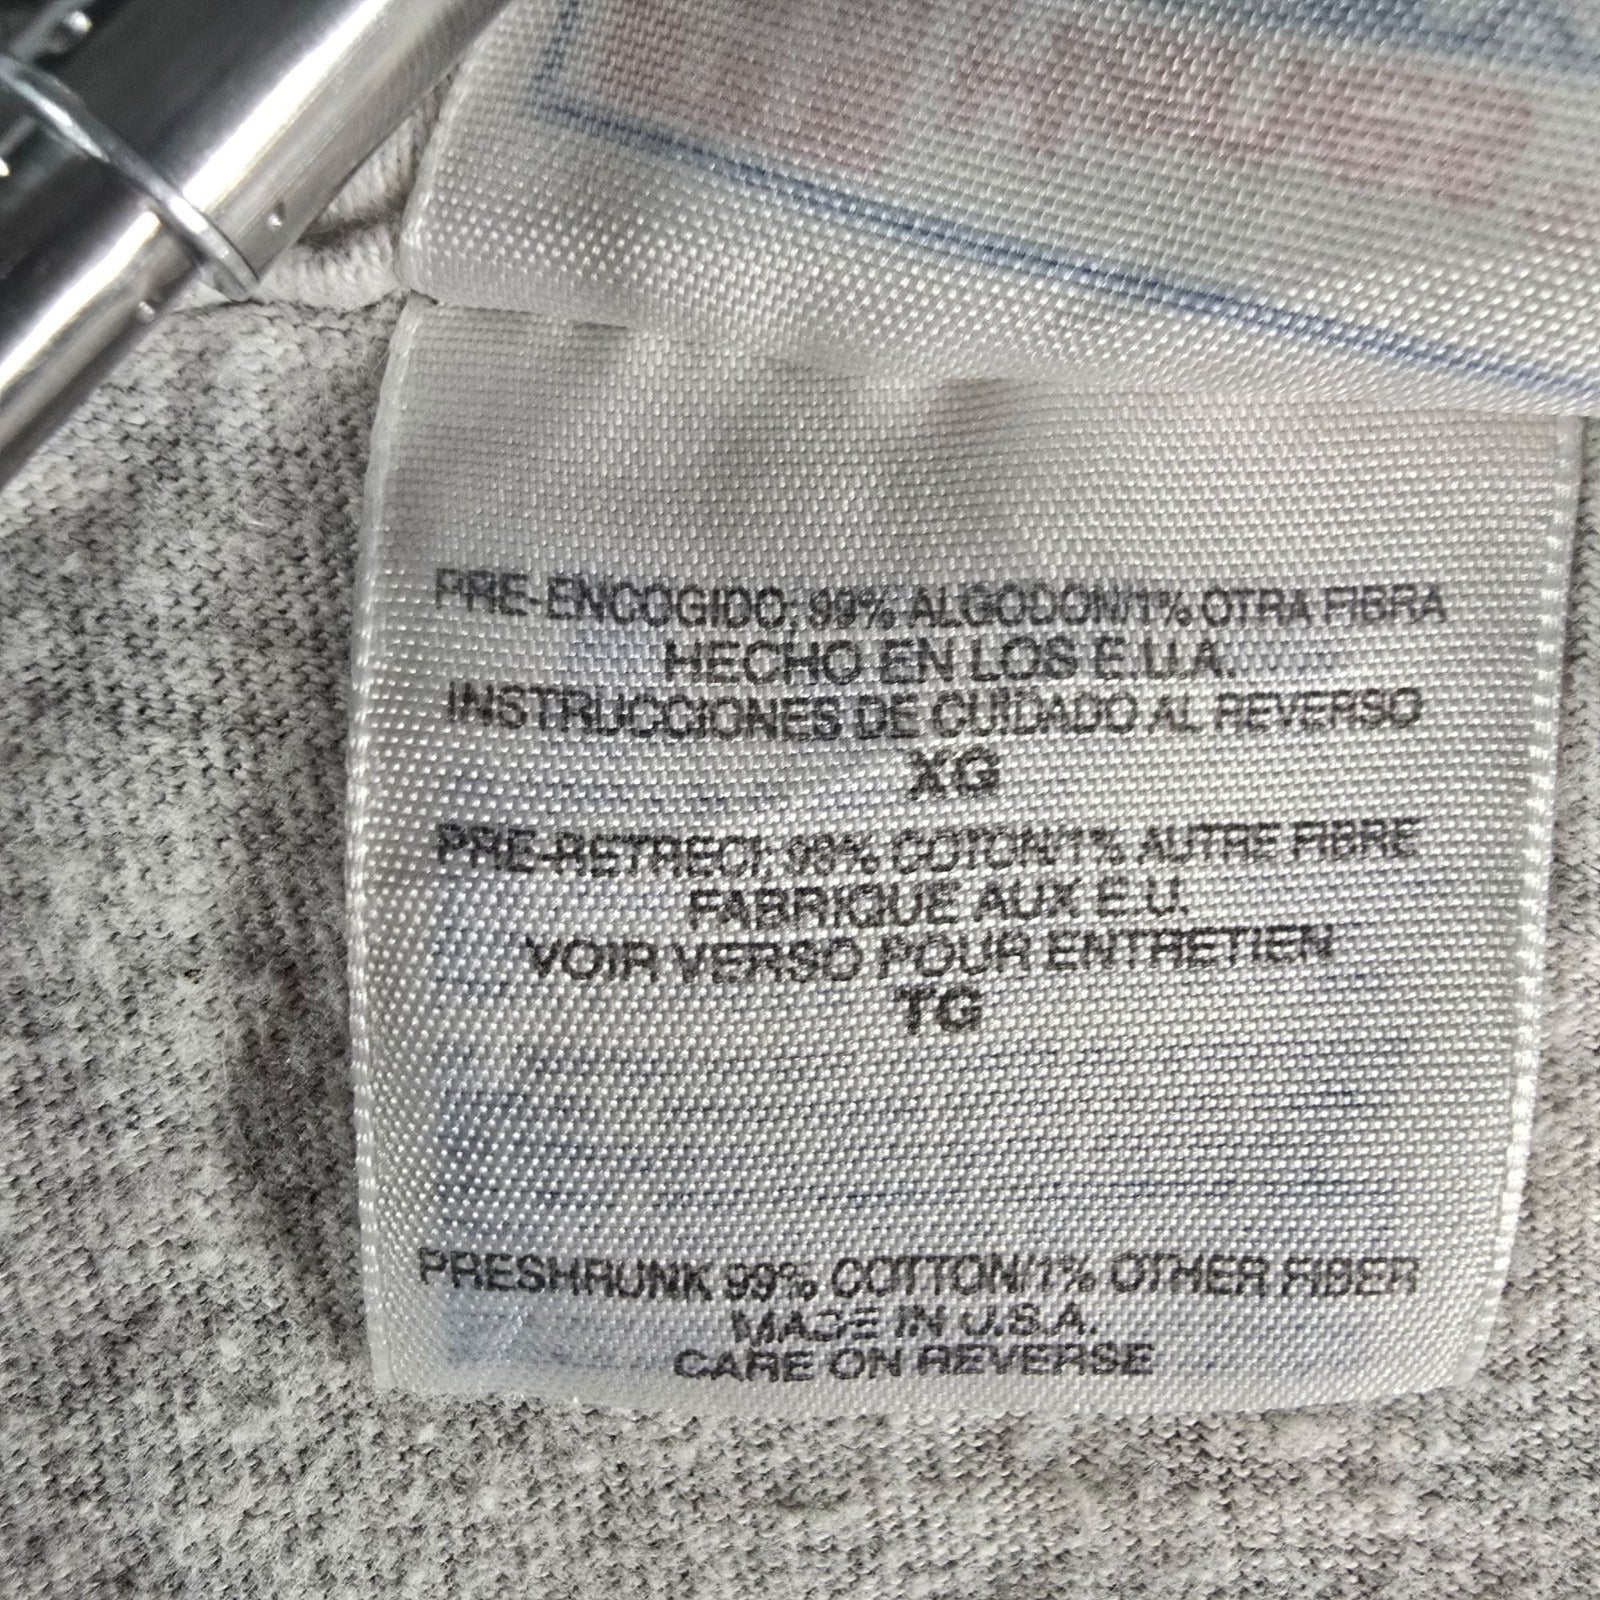 PRE-ENCOGIDO; 99% ALGODON/1% OTRA FIBRA
HECHO EN LOS E.U.A.
INSTRUCCIONES DE CUIDADO AL REVERSO
XG
PRE-RETRECI; 99% COTON/1% AUTRE FIBRE
FABRIQUE AUX E.U.
VOIR VERSO POUR ENTRETIEN
TG
PRESHRUNK 99% COTTON/1% OTHER FIBER
MADE IN U.S.A.
CARE ON REVERSE